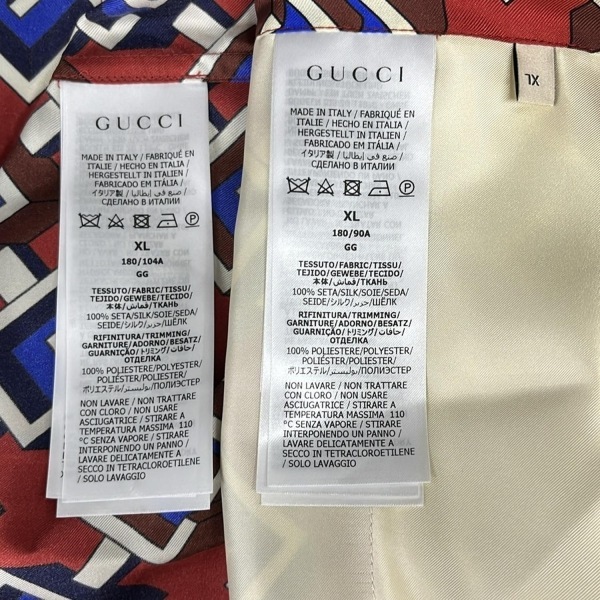 GUCCI
MADE IN ITALY / FABRIQUÉ EN
ITALIE / HECHO EN ITALIA /
HERGESTELLT IN ITALIEN /
FABRICADO EM ITÁLIA /
イタリア製 / صنع في إيطاليا /
СДЕЛАНО В ИТАЛИИ
XL
180/104A
GG
TESSUTO/FABRIC/TISSU/
TEJIDO/GEWEBE/TECIDO/
本体/قماش/ТКАНЬ
100% SETA/SILK/SOIE/SEDA/
SEIDE/シルク/حرير/ШЁЛК
RIFINITURA/TRIMMING/
GARNITURE/ADORNO/BESATZ/
GUARNIÇÃO/トリミング/حافات/
ОТДЕЛКА
100% POLIESTERE/POLYESTER/
POLIÉSTER/POLYESTER/
ポリエステル/بوليستر/ПОЛИЭСТЕР
NON LAVARE / NON TRATTARE
CON CLORO / NON USARE
ASCIUGATRICE / STIRARE A
TEMPERATURA MASSIMA 110
°C SENZA VAPORE / STIRARE
INTERPONENDO UN PANNO /
LAVARE DELICATAMENTE A
SECCO IN TETRACLOROETILENE
/ SOLO LAVAGGIO
GUCCI
MADE IN ITALY / FABRIQUÉ EN
ITALIE / HECHO EN ITALIA /
HERGESTELLT IN ITALIEN /
FABRICADO EM ITÁLIA /
イタリア製 / صنع في إيطاليا /
СДЕЛАНО В ИТАЛИИ
XL
180/90A
GG
TESSUTO/FABRIC/TISSU/
TEJIDO/GEWEBE/TECIDO/
本体/قماش/ТКАНЬ
100% SETA/SILK/SOIE/SEDA/
SEIDE/シルク/حرير/ШЁЛК
RIFINITURA/TRIMMING/
GARNITURE/ADORNO/BESATZ/
GUARNIÇÃO/トリミング/حافات/
ОТДЕЛКА
100% POLIESTERE/POLYESTER/
POLIÉSTER/POLYESTER/
ポリエステル/بوليستر/ПОЛИЭСТЕР
NON LAVARE / NON TRATTARE
CON CLORO / NON USARE
ASCIUGATRICE / STIRARE A
TEMPERATURA MASSIMA 110
°C SENZA VAPORE / STIRARE
INTERPONENDO UN PANNO /
LAVARE DELICATAMENTE A
SECCO IN TETRACLOROETILENE
/ SOLO LAVAGGIO
XL